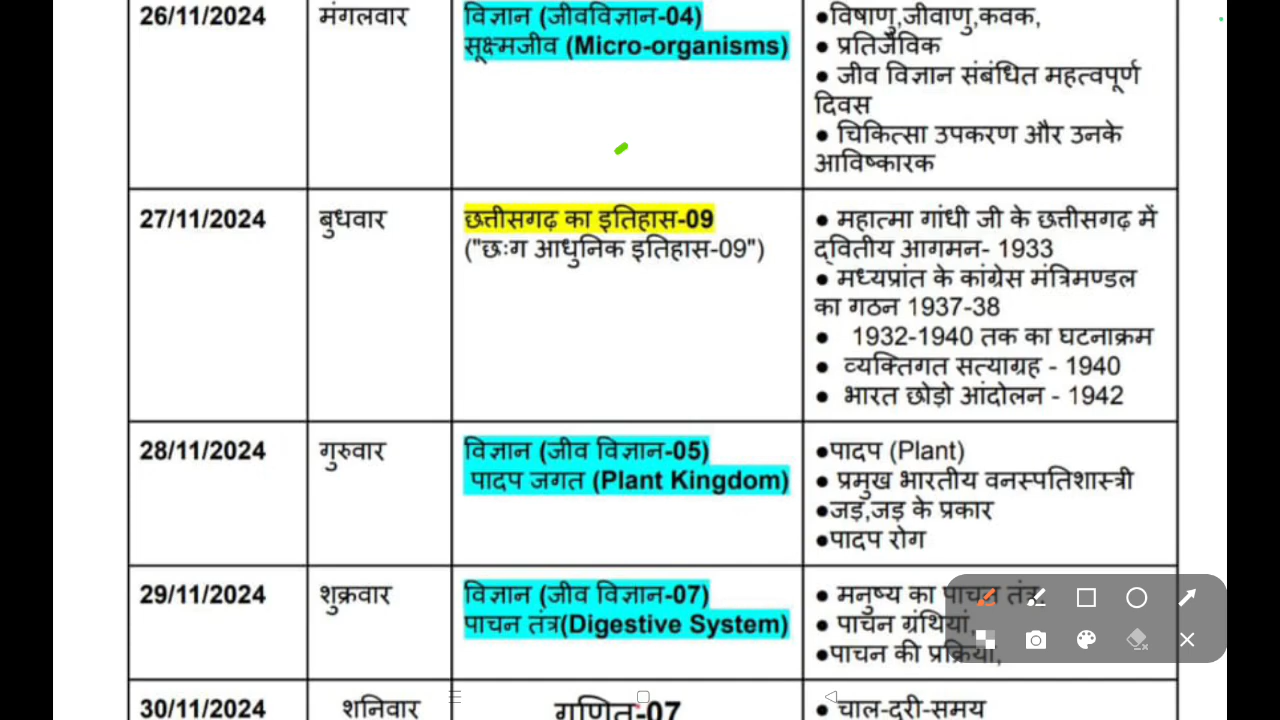 26/11/2024
मंगलवार
विज्ञान (जीवविज्ञान-04)
सूक्ष्मजीव (Micro-organisms)
●विषाणु,जीवाणु,कवक,
● प्रतिजैविक
● जीव विज्ञान संबंधित महत्वपूर्ण
दिवस
● चिकित्सा उपकरण और उनके
आविष्कारक
27/11/2024
बुधवार
छत्तीसगढ़ का इतिहास-09
("छःग आधुनिक इतिहास-09")
● महात्मा गांधी जी के छत्तीसगढ़ में
द्वितीय आगमन- 1933
● मध्यप्रांत के कांग्रेस मंत्रिमण्डल
का गठन 1937-38
● 1932-1940 तक का घटनाक्रम
● व्यक्तिगत सत्याग्रह - 1940
● भारत छोड़ो आंदोलन - 1942
28/11/2024
गुरुवार
विज्ञान (जीव विज्ञान-05)
पादप जगत (Plant Kingdom)
●पादप (Plant)
● प्रमुख भारतीय वनस्पतिशास्त्री
●जड़,जड़ के प्रकार
●पादप रोग
29/11/2024
शुक्रवार
विज्ञान (जीव विज्ञान-07)
पाचन तंत्र(Digestive System)
● मनुष्य का पाचन तंत्र,
● पाचन ग्रंथियां,
●पाचन की प्रक्रिया,
30/11/2024
शनिवार
गणित-07
● चाल-दूरी-समय